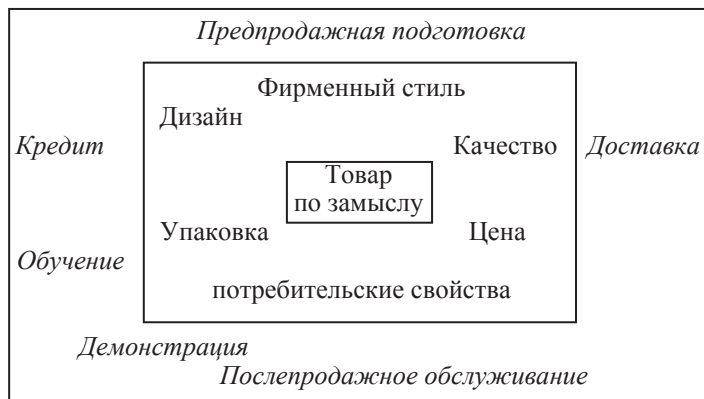 Предпродажная подготовка
Фирменный стиль
Дизайн
Кредит
Качество
Доставка
Товар
по замыслу
Упаковка
Цена
Обучение
потребительские свойства
Демонстрация
Послепродажное обслуживание